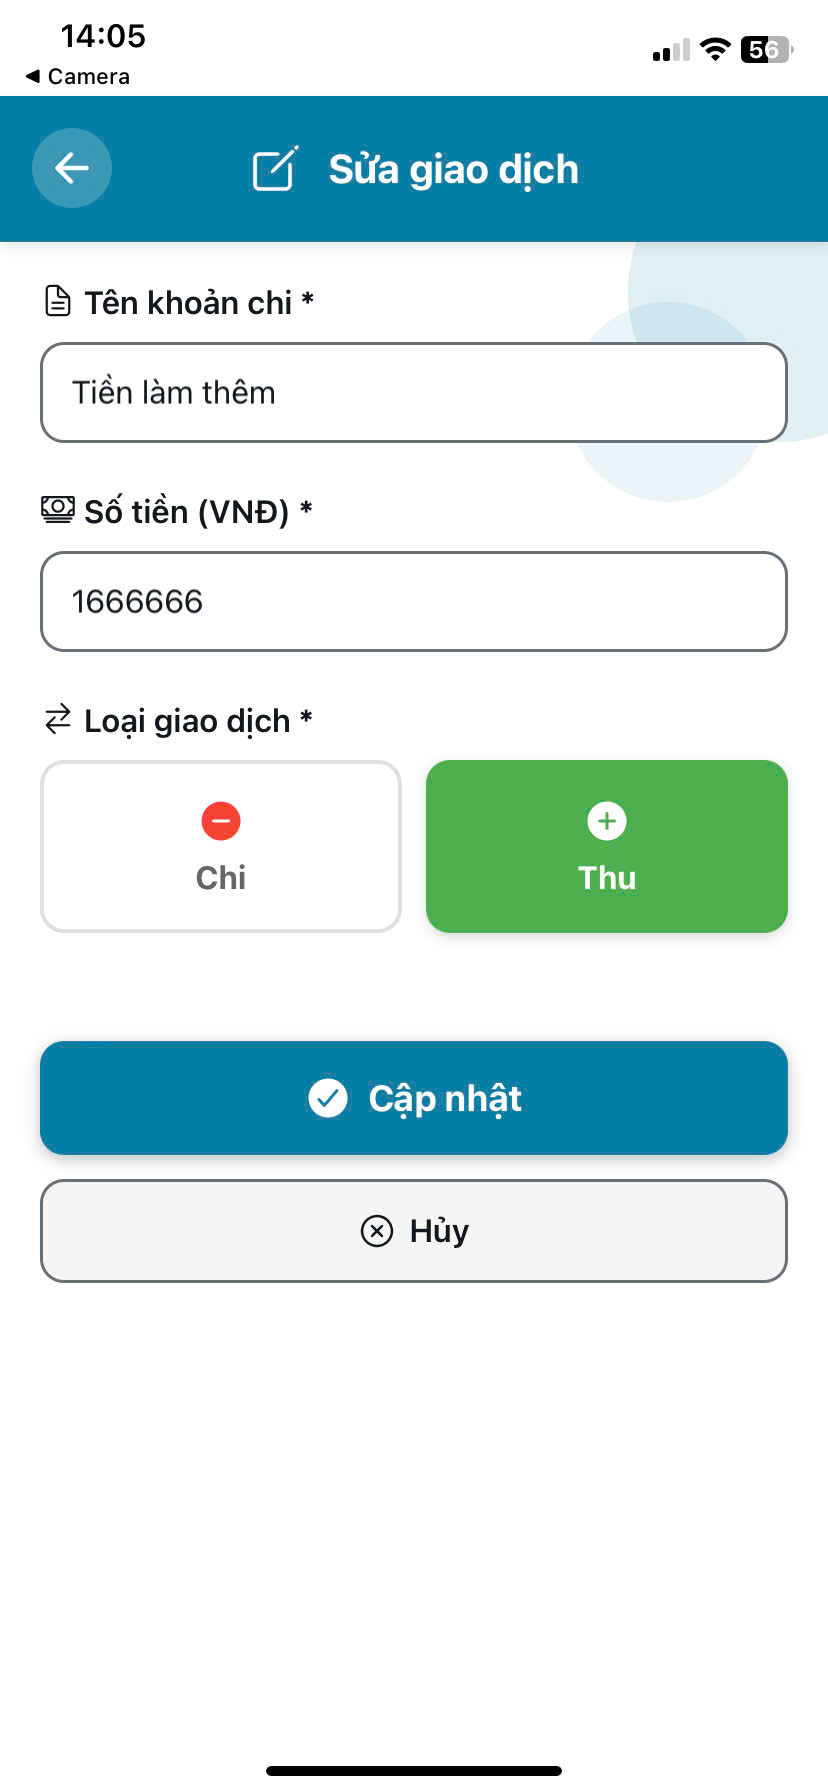 14:05
56
◀ Camera
Sửa giao dịch
Tên khoản chi *
Tiền làm thêm
Số tiền (VNĐ) *
1666666
Loại giao dịch *
Chi
Thu
Cập nhật
Hủy